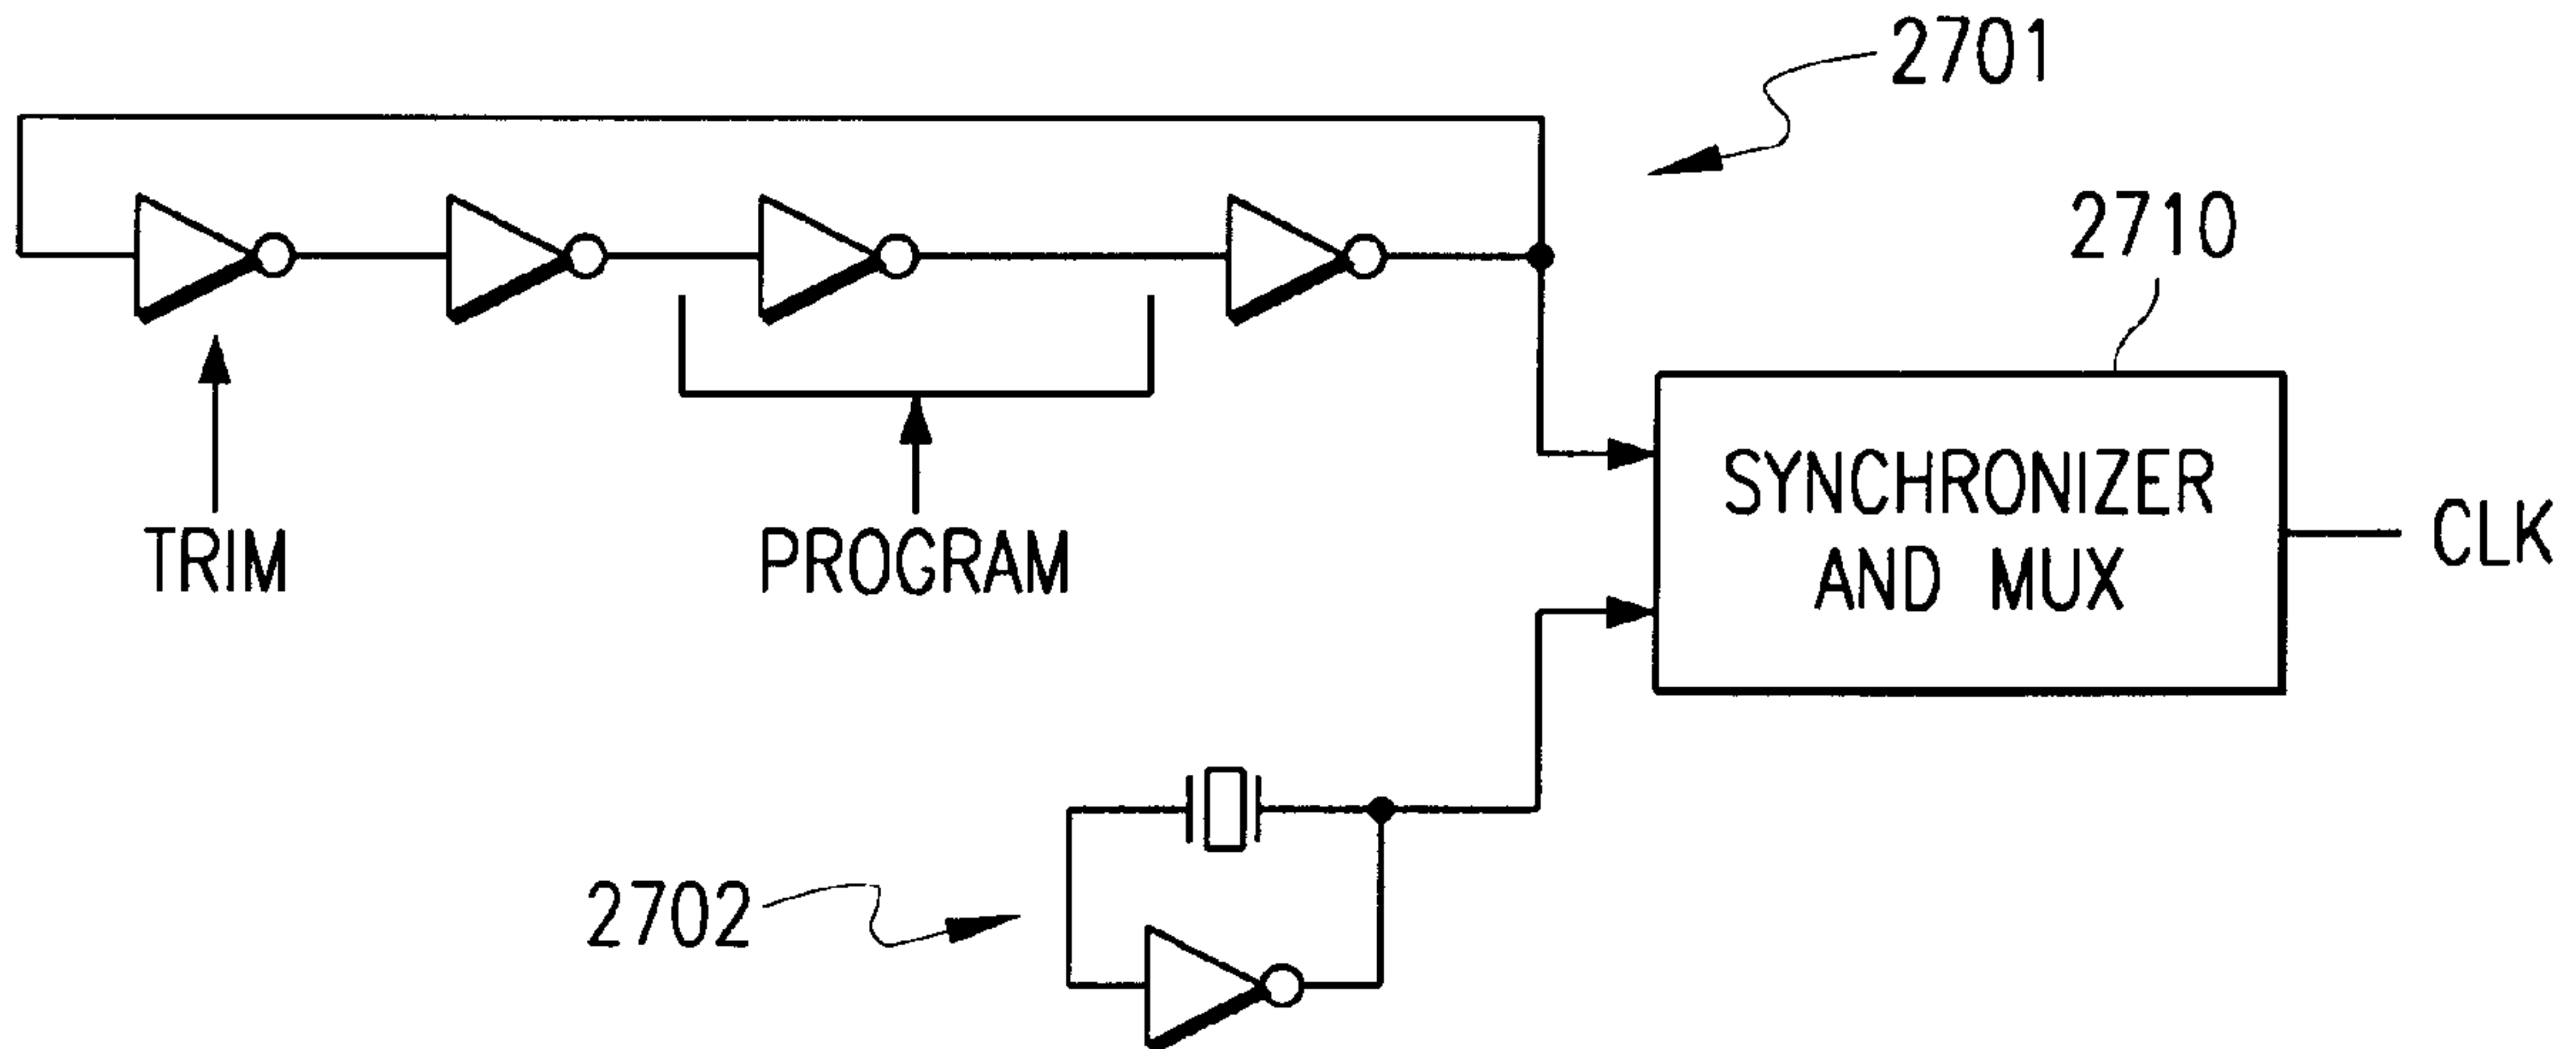 2701
2710
TRIM
PROGRAM
SYNCHRONIZER
AND MUX
CLK
2702